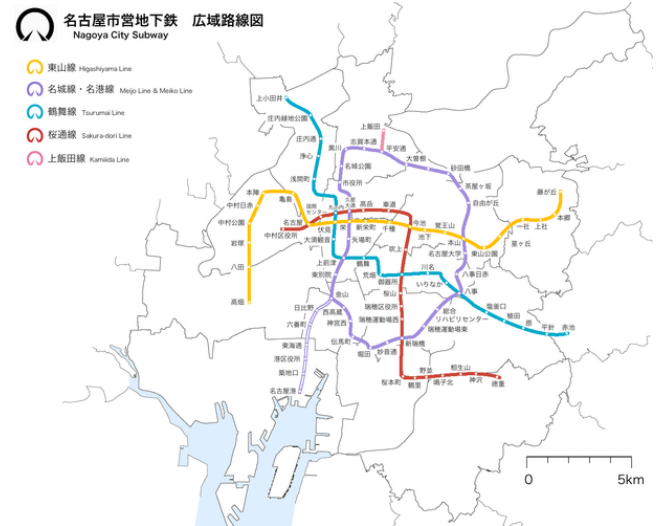 名古屋市営地下鉄　広域路線図
Nagoya City Subway
東山線 Higashiyama Line
名城線・名港線 Meijo Line & Meiko Line
鶴舞線 Tsurumai Line
桜通線 Sakura-dori Line
上飯田線 Kamiida Line
上小田井
庄内緑地公園
庄内通
浄心
浅間町
上飯田
黒川
志賀本通
平安通
大曽根
名城公園
市役所
砂田橋
茶屋ヶ坂
自由が丘
本陣
亀島
中村日赤
中村公園
岩塚
八田
高畑
名古屋
中村区役所
国際
センター
丸の内
久屋
大通
高岳
車道
伏見
栄
新栄町
千種
今池
池下
覚王山
本山
東山公園
星ヶ丘
一社
上社
本郷
藤が丘
大須観音
矢場町
吹上
名古屋大学
上前津
鶴舞
荒畑
御器所
川名
いりなか
八事日赤
八事
東別院
金山
桜山
日比野
西高蔵
六番町
神宮西
瑞穂区役所
瑞穂運動場西
総合
リハビリセンター
瑞穂運動場東
塩釜口
植田
原
平針
赤池
東海通
伝馬町
港区役所
堀田
妙音通
新瑞橋
築地口
名古屋港
桜本町
鶴里
野並
鳴子北
相生山
神沢
徳重
0
5km